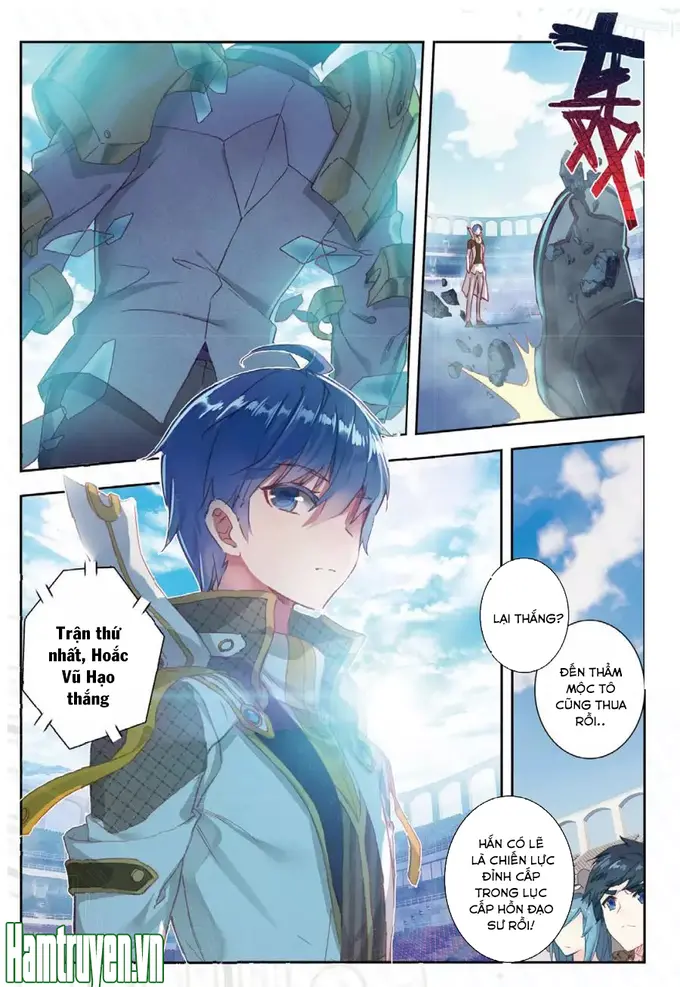 轰
Trận thứ
nhất, Hoắc
Vũ Hạo
thắng
LẠI THẮNG?
ĐẾN THẨM
MỘC TÔ
CŨNG THUA
RỒI..
HẮN CÓ LẼ
LÀ CHIẾN LỰC
ĐỈNH CẤP
TRONG LỤC
CẤP HỒN ĐẠO
SƯ RỒI!
Hamtruyen.vn